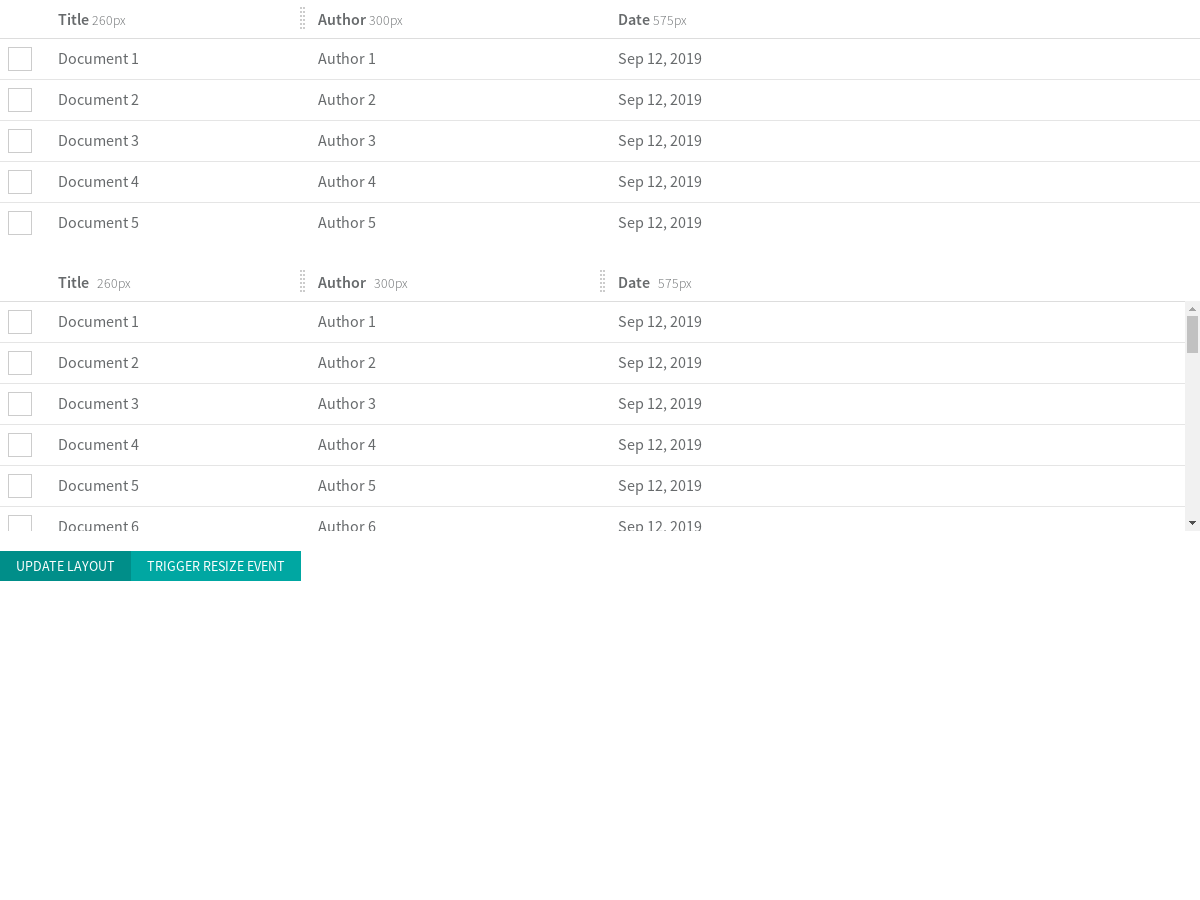 Title 260px Author 300px Date 575px
Document 1 Author 1 Sep 12, 2019
Document 2 Author 2 Sep 12, 2019
Document 3 Author 3 Sep 12, 2019
Document 4 Author 4 Sep 12, 2019
Document 5 Author 5 Sep 12, 2019
Title 260px Author 300px Date 575px
Document 1 Author 1 Sep 12, 2019
Document 2 Author 2 Sep 12, 2019
Document 3 Author 3 Sep 12, 2019
Document 4 Author 4 Sep 12, 2019
Document 5 Author 5 Sep 12, 2019
Document 6 Author 6 Sep 12, 2019
UPDATE LAYOUT TRIGGER RESIZE EVENT